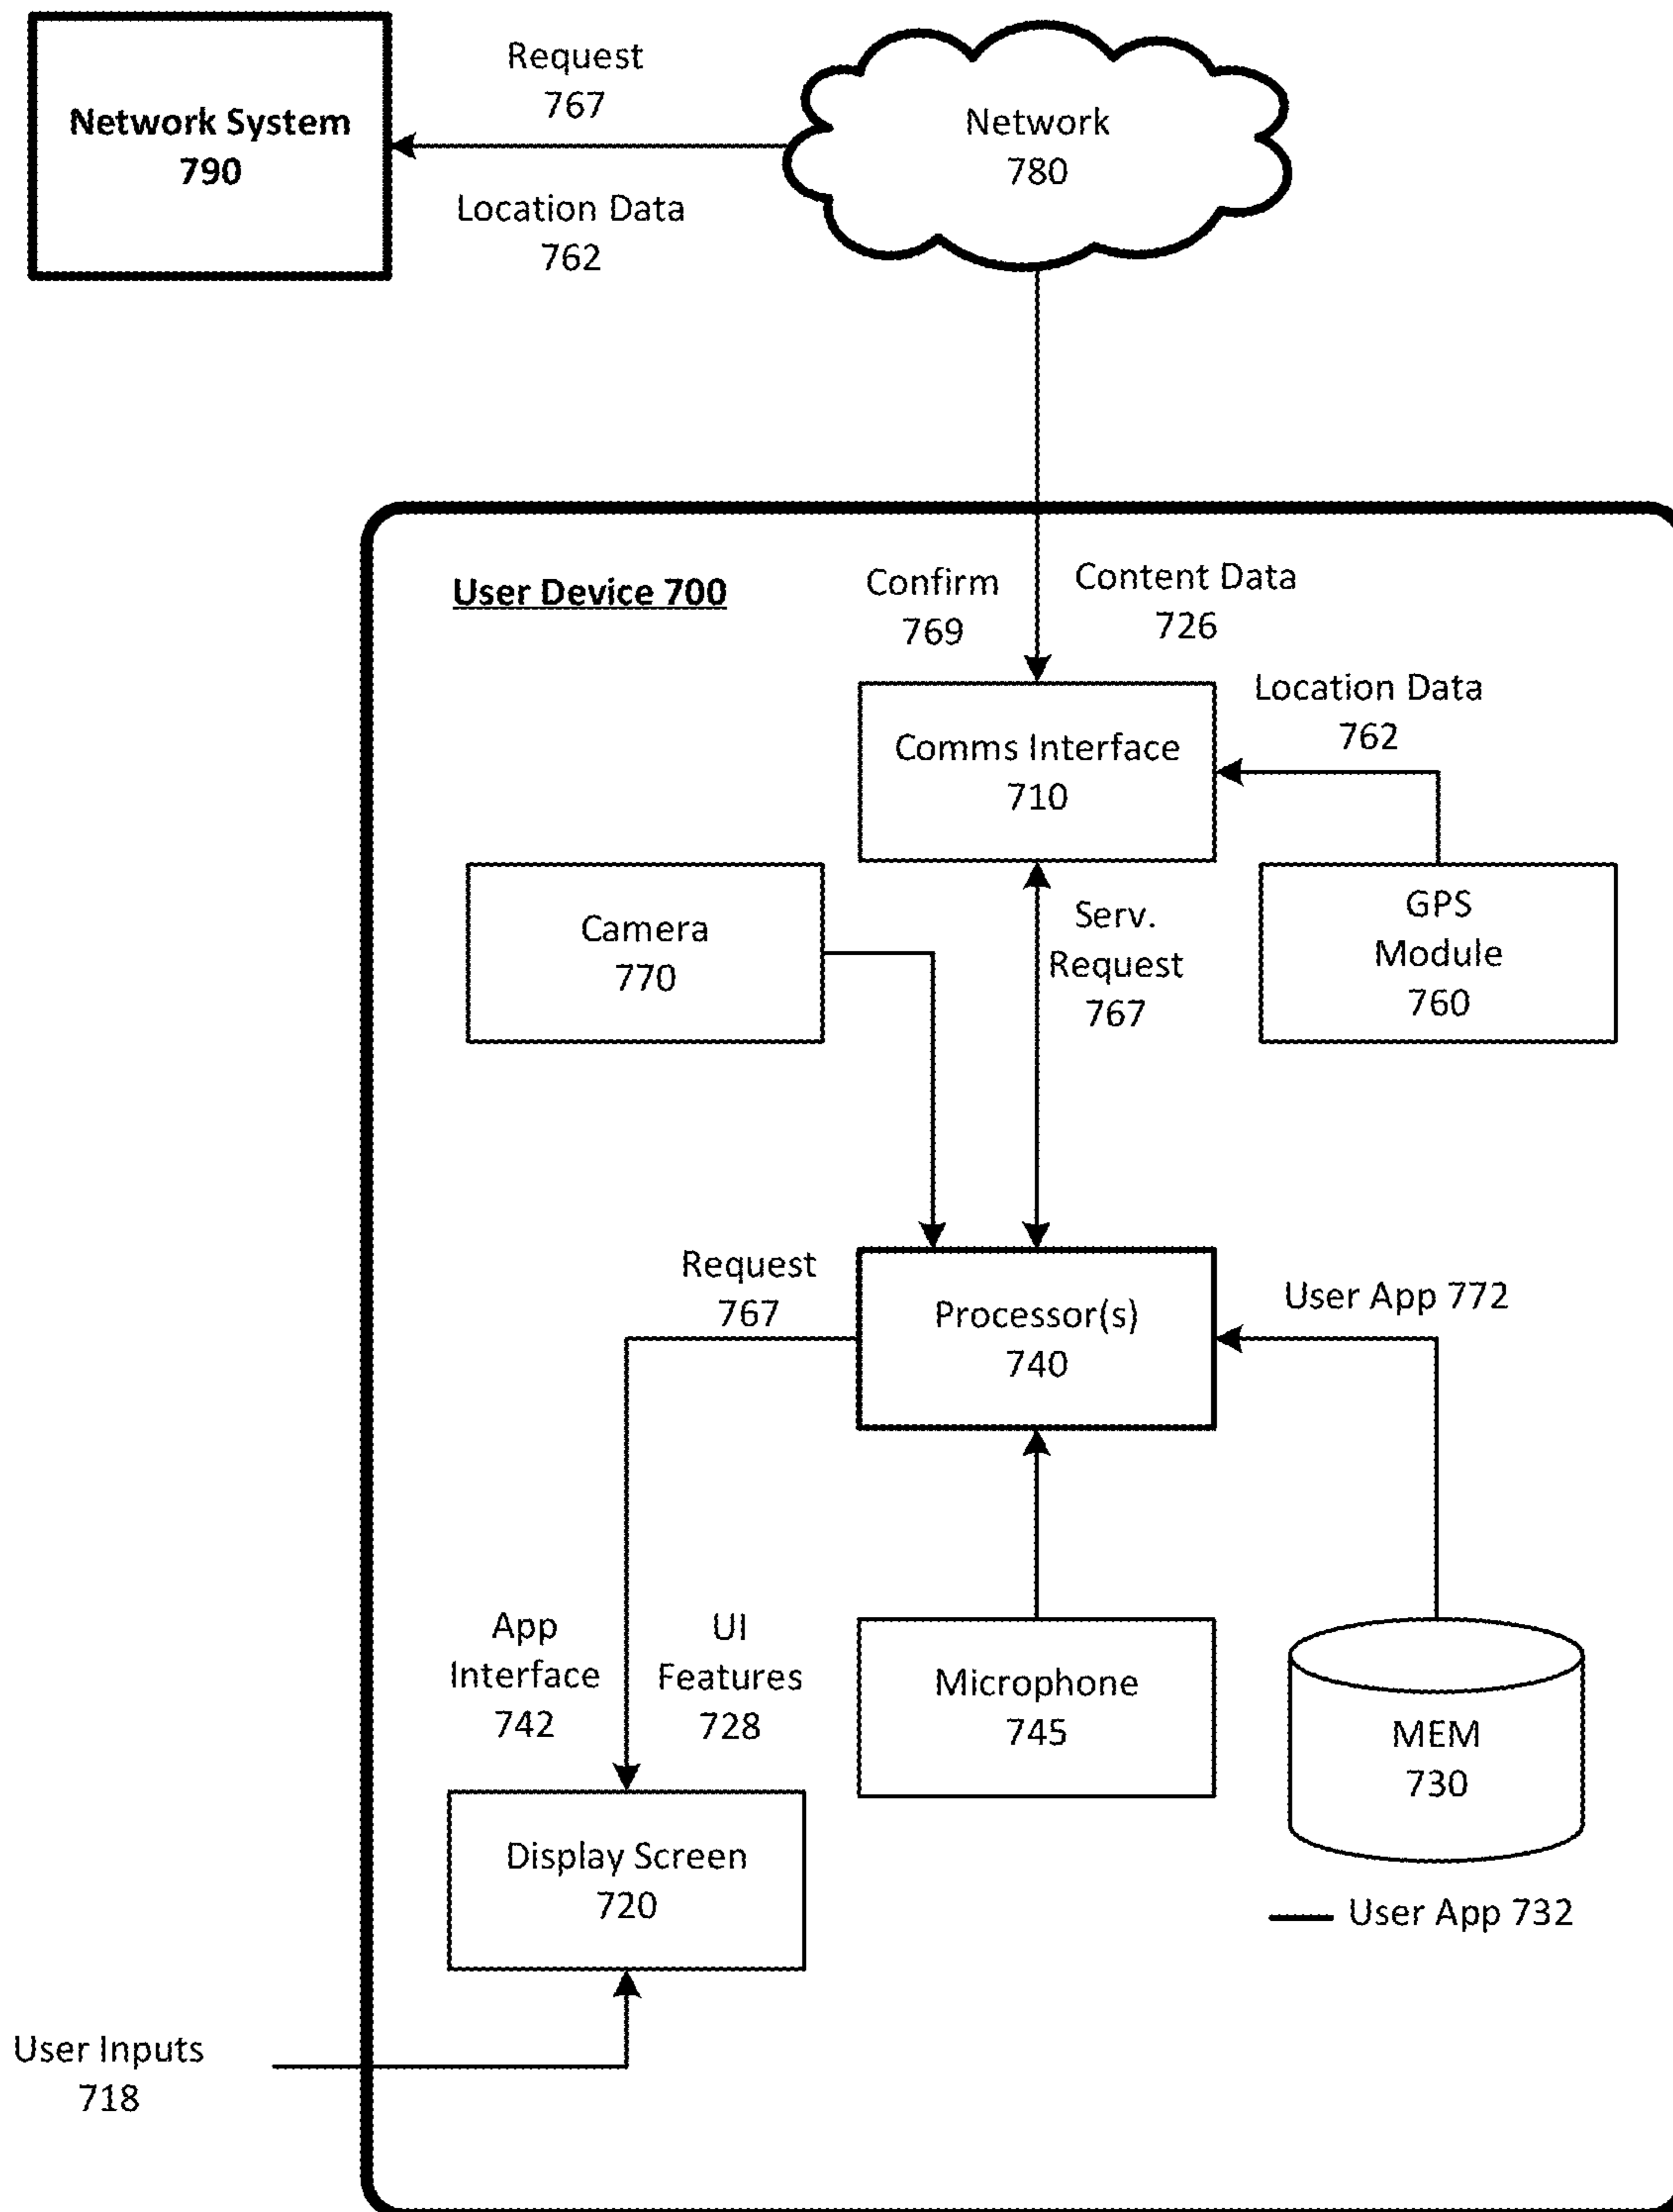 Network System
790
Request
767
Location Data
762
Network
780
User Device 700
Confirm
769
Content Data
726
Location Data
762
Comms Interface
710
Camera
770
Serv.
Request
767
GPS
Module
760
Request
767
Processor(s)
740
User App 772
App
Interface
742
UI
Features
728
Microphone
745
MEM
730
Display Screen
720
User App 732
User Inputs
718